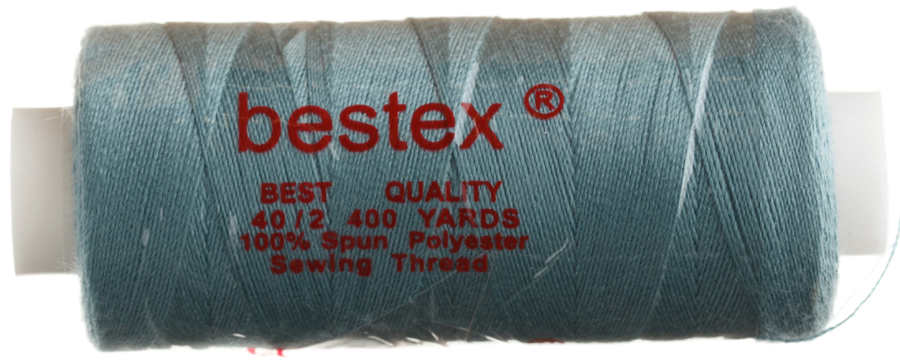 bestex ®
BEST QUALITY
40/2 400 YARDS
100% Spun Polyester
Sewing Thread